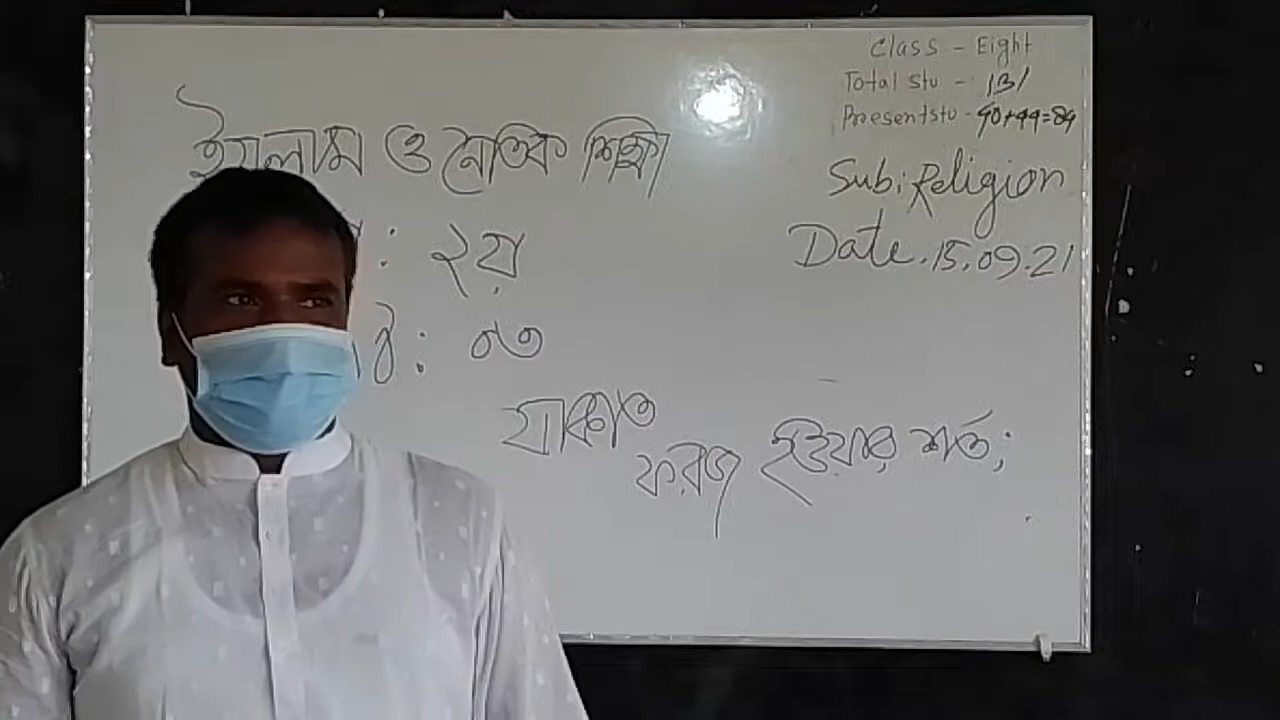 Class - Eight
Total stu - 131
Presentstu - 40+44=84
ইসলাম ও নৈতিক শিক্ষা
Sub: Religion
: ২য়
Date. 15.09.21
: ০৩
যাকাত
ফরজ হওয়ার শর্ত;